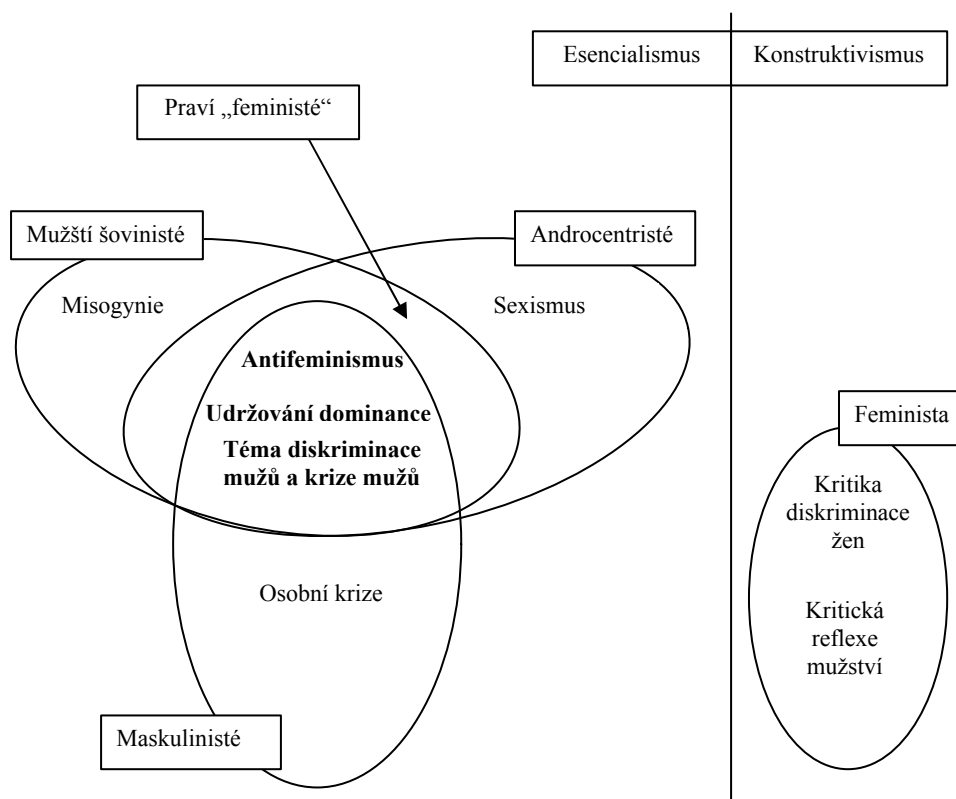 Esencialismus
Konstruktivismus
Praví „feministé“
Mužští šovinisté
Androcentristé
Misogynie
Sexismus
Antifeminismus
Udržování dominance
Téma diskriminace
mužů a krize mužů
Feminista
Kritika
diskriminace
žen
Osobní krize
Kritická
reflexe
mužství
Maskulinisté